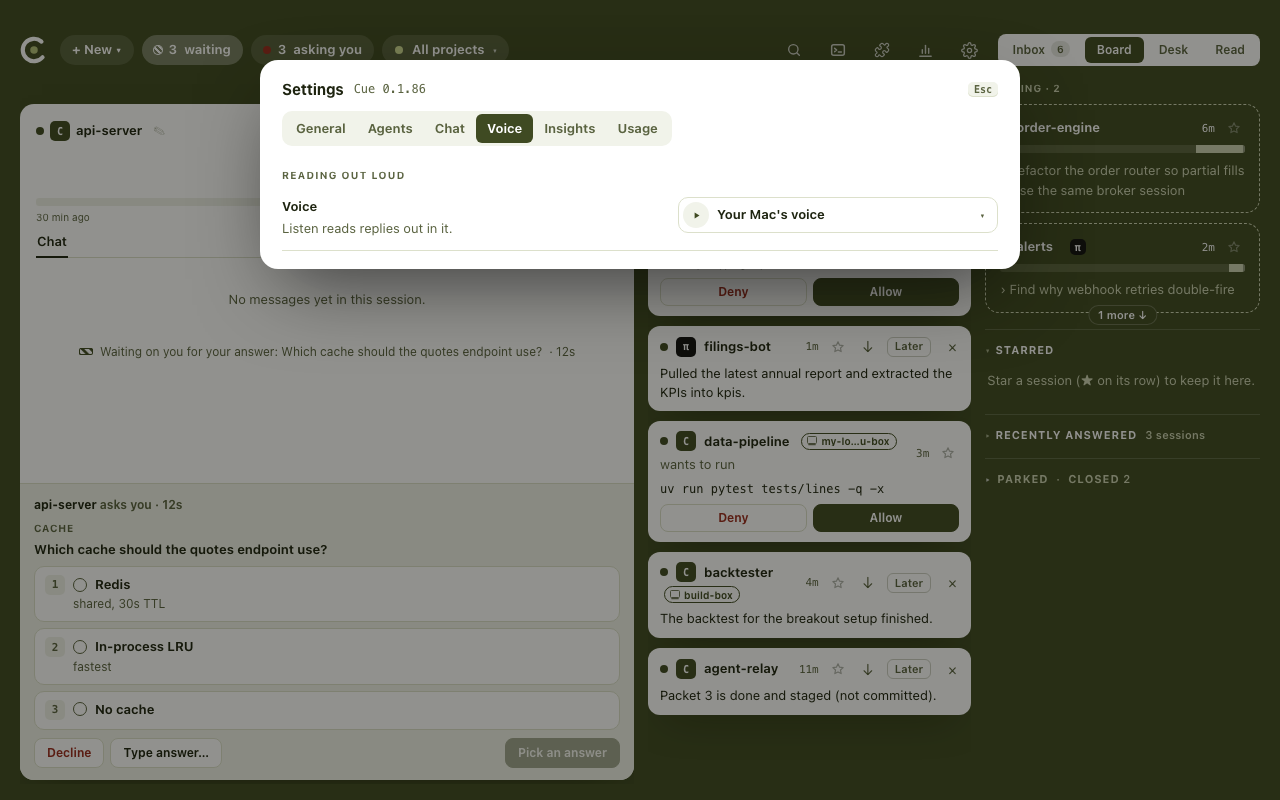 + New
3 waiting
3 asking you
All projects
Inbox 6
Board
Desk
Read
Settings Cue 0.1.86
Esc
General
Agents
Chat
Voice
Insights
Usage
READING OUT LOUD
Voice
Listen reads replies out in it.
Your Mac's voice
C api-server
30 min ago
Chat
No messages yet in this session.
Waiting on you for your answer: Which cache should the quotes endpoint use? · 12s
api-server asks you · 12s
CACHE
Which cache should the quotes endpoint use?
1 Redis
shared, 30s TTL
2 In-process LRU
fastest
3 No cache
Decline
Type answer...
Pick an answer
Deny
Allow
π filings-bot 1m Later ×
Pulled the latest annual report and extracted the
KPIs into kpis.
C data-pipeline my-lo...u-box 3m
wants to run
uv run pytest tests/lines -q -x
Deny
Allow
C backtester 4m Later ×
build-box
The backtest for the breakout setup finished.
C agent-relay 11m Later ×
Packet 3 is done and staged (not committed).
ING · 2
order-engine 6m
efactor the order router so partial fills
se the same broker session
alerts π 2m
› Find why webhook retries double-fire
1 more ↓
STARRED
Star a session (★ on its row) to keep it here.
RECENTLY ANSWERED 3 sessions
PARKED · CLOSED 2